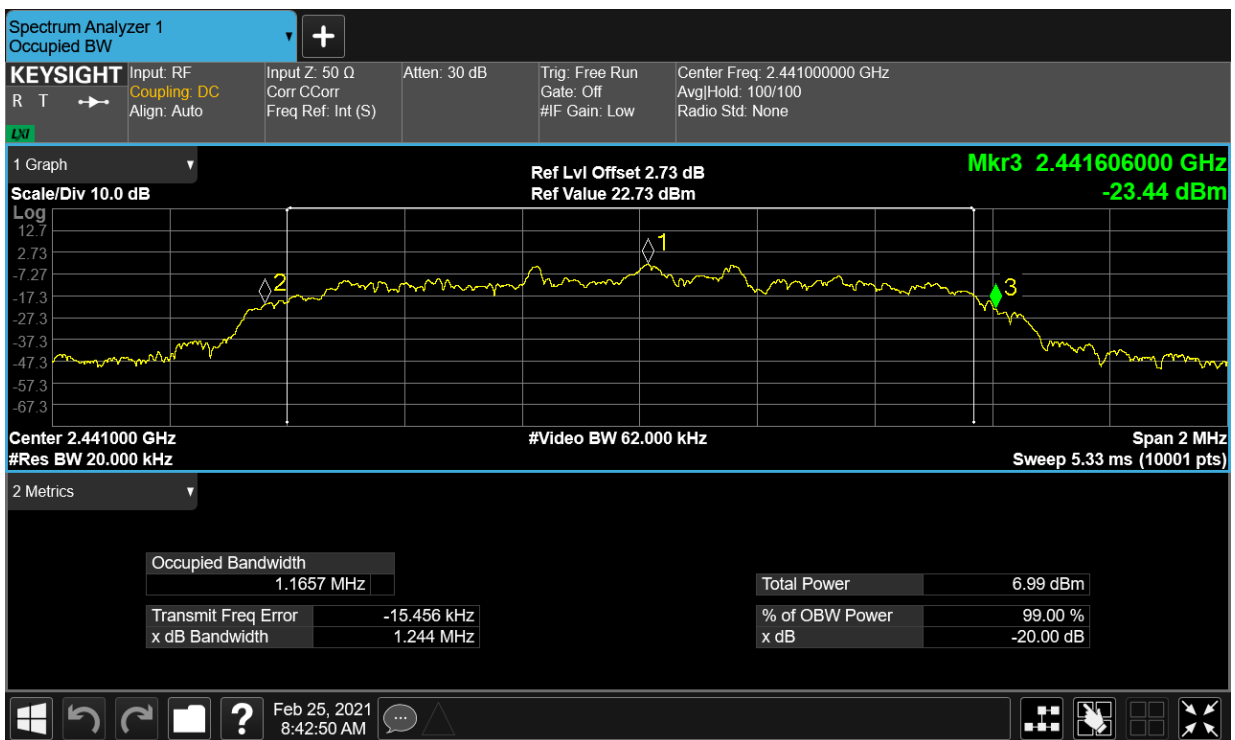 Spectrum Analyzer 1
Occupied BW
▼
+
KEYSIGHT
R T
LXI
Input: RF
Coupling: DC
Align: Auto
Input Z: 50 Ω
Corr CCorr
Freq Ref: Int (S)
Atten: 30 dB
Trig: Free Run
Gate: Off
#IF Gain: Low
Center Freq: 2.441000000 GHz
Avg|Hold: 100/100
Radio Std: None
1 Graph ▼
Scale/Div 10.0 dB
Ref Lvl Offset 2.73 dB
Ref Value 22.73 dBm
Mkr3 2.441606000 GHz
-23.44 dBm
Log
12.7
2.73
-7.27
-17.3
-27.3
-37.3
-47.3
-57.3
-67.3
1
2
3
Center 2.441000 GHz
#Res BW 20.000 kHz
#Video BW 62.000 kHz
Span 2 MHz
Sweep 5.33 ms (10001 pts)
2 Metrics ▼
Occupied Bandwidth
1.1657 MHz
Transmit Freq Error -15.456 kHz
x dB Bandwidth 1.244 MHz
Total Power 6.99 dBm
% of OBW Power 99.00 %
x dB -20.00 dB
?
Feb 25, 2021
8:42:50 AM